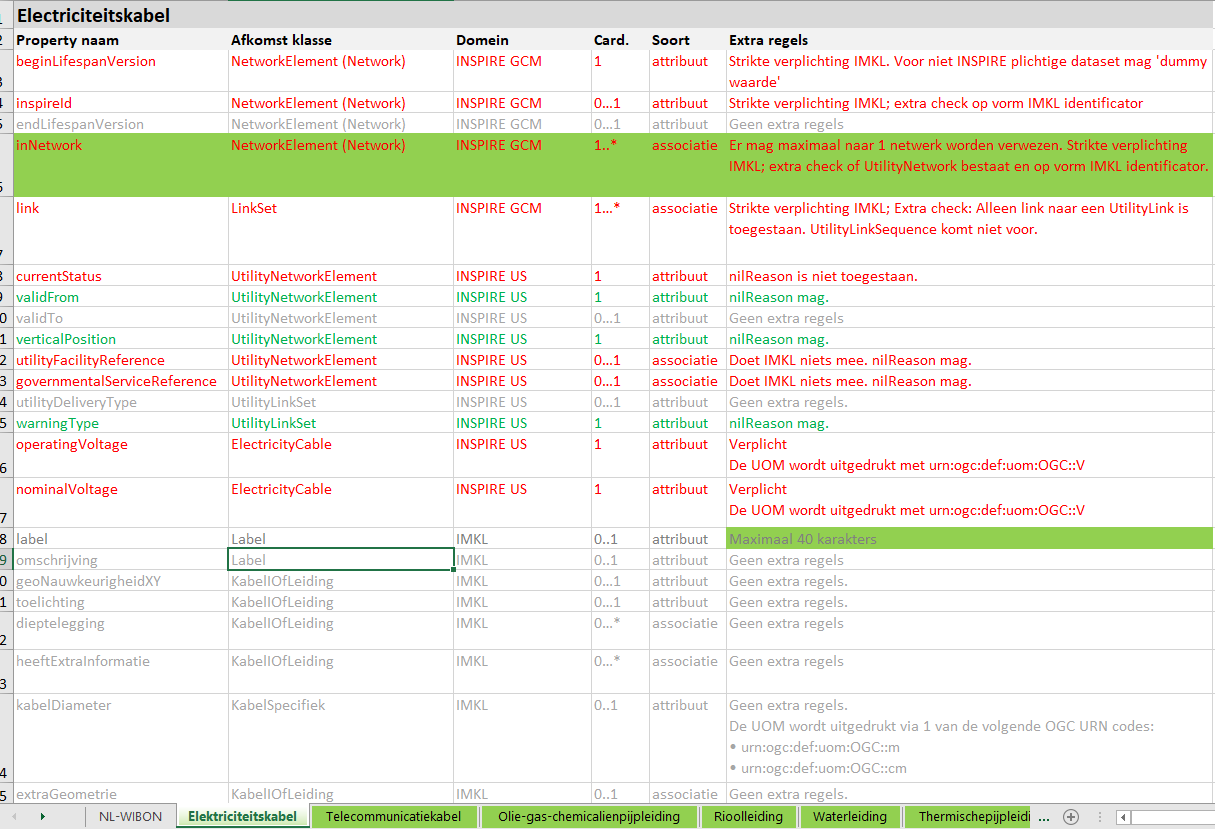 Electriciteitskabel
Property naam Afkomst klasse Domein Card. Soort Extra regels
beginLifespanVersion NetworkElement (Network) INSPIRE GCM 1 attribuut Strikte verplichting IMKL. Voor niet INSPIRE plichtige dataset mag 'dummy
waarde'
inspireId NetworkElement (Network) INSPIRE GCM 0...1 attribuut Strikte verplichting IMKL; extra check op vorm IMKL identificator
endLifespanVersion NetworkElement (Network) INSPIRE GCM 0...1 attribuut Geen extra regels
inNetwork NetworkElement (Network) INSPIRE GCM 1..* associatie Er mag maximaal naar 1 netwerk worden verwezen. Strikte verplichting
IMKL; extra check of UtilityNetwork bestaat en op vorm IMKL identificator.
link LinkSet INSPIRE GCM 1...* associatie Strikte verplichting IMKL; Extra check: Alleen link naar een UtilityLink is
toegestaan. UtilityLinkSequence komt niet voor.
currentStatus UtilityNetworkElement INSPIRE US 1 attribuut nilReason is niet toegestaan.
validFrom UtilityNetworkElement INSPIRE US 1 attribuut nilReason mag.
validTo UtilityNetworkElement INSPIRE US 0...1 attribuut Geen extra regels
verticalPosition UtilityNetworkElement INSPIRE US 1 attribuut nilReason mag.
utilityFacilityReference UtilityNetworkElement INSPIRE US 0...1 associatie Doet IMKL niets mee. nilReason mag.
governmentalServiceReference UtilityNetworkElement INSPIRE US 0...1 associatie Doet IMKL niets mee. nilReason mag.
utilityDeliveryType UtilityLinkSet INSPIRE US 0...1 attribuut Geen extra regels.
warningType UtilityLinkSet INSPIRE US 1 attribuut nilReason mag.
operatingVoltage ElectricityCable INSPIRE US 1 attribuut Verplicht
De UOM wordt uitgedrukt met urn:ogc:def:uom:OGC::V
nominalVoltage ElectricityCable INSPIRE US 1 attribuut Verplicht
De UOM wordt uitgedrukt met urn:ogc:def:uom:OGC::V
label Label IMKL 0..1 attribuut Maximaal 40 karakters
omschrijving Label IMKL 0...1 attribuut Geen extra regels
geoNauwkeurigheidXY KabelIOfLeiding IMKL 0...1 attribuut Geen extra regels.
toelichting KabelIOfLeiding IMKL 0...1 attribuut Geen extra regels.
dieptelegging KabelIOfLeiding IMKL 0...* associatie Geen extra regels
heeftExtraInformatie KabelIOfLeiding IMKL 0...* associatie Geen extra regels
kabelDiameter KabelSpecifiek IMKL 0..1 attribuut Geen extra regels.
De UOM wordt uitgedrukt via 1 van de volgende OGC URN codes:
• urn:ogc:def:uom:OGC::m
• urn:ogc:def:uom:OGC::cm
extraGeometrie KabelIOfLeiding IMKL 0...1 associatie Geen extra regels.
NL-WIBON Elektriciteitskabel Telecommunicatiekabel Olie-gas-chemicalienpijpleiding Rioolleiding Waterleiding Thermischepijpleidi ...